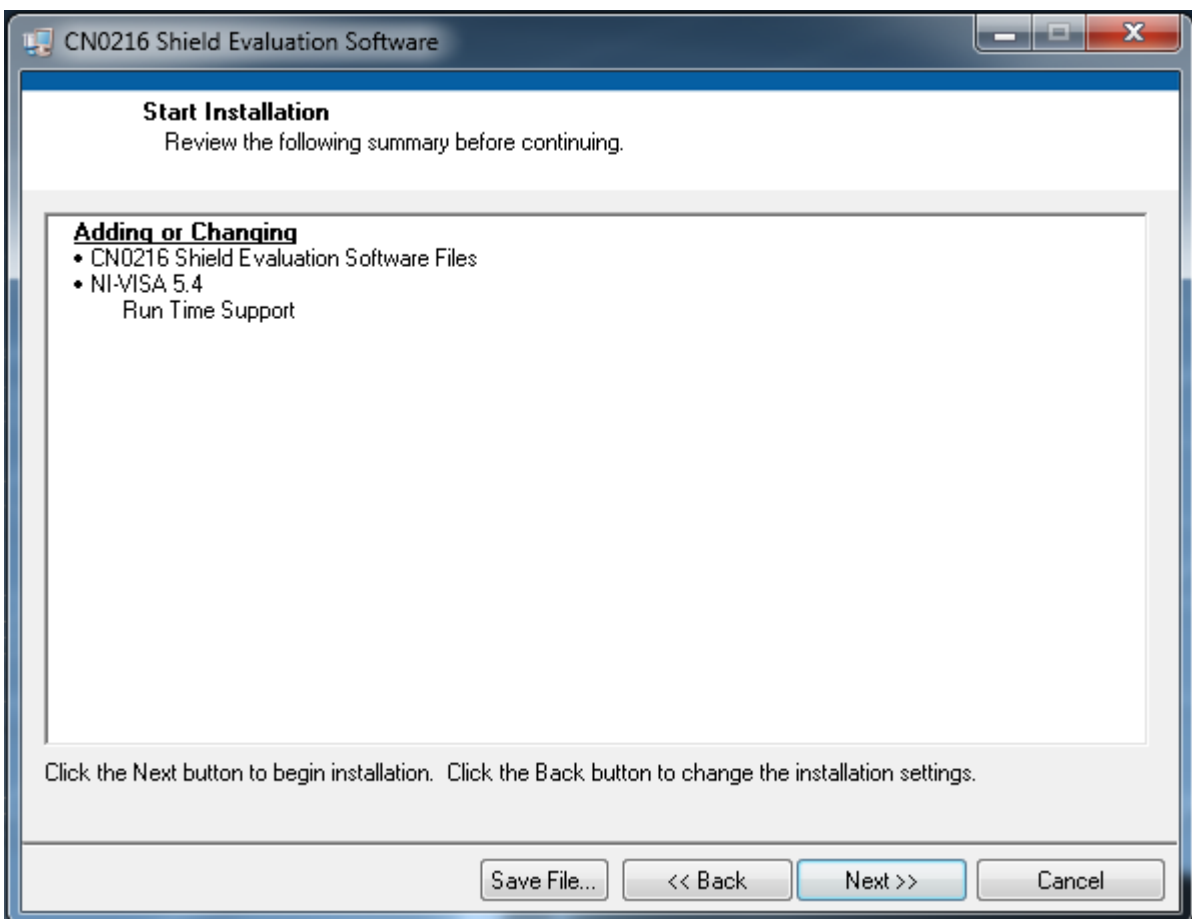 CN0216 Shield Evaluation Software
Start Installation
Review the following summary before continuing.
Adding or Changing
• CN0216 Shield Evaluation Software Files
• NI-VISA 5.4
Run Time Support
Click the Next button to begin installation.  Click the Back button to change the installation settings.
Save File...
<< Back
Next >>
Cancel